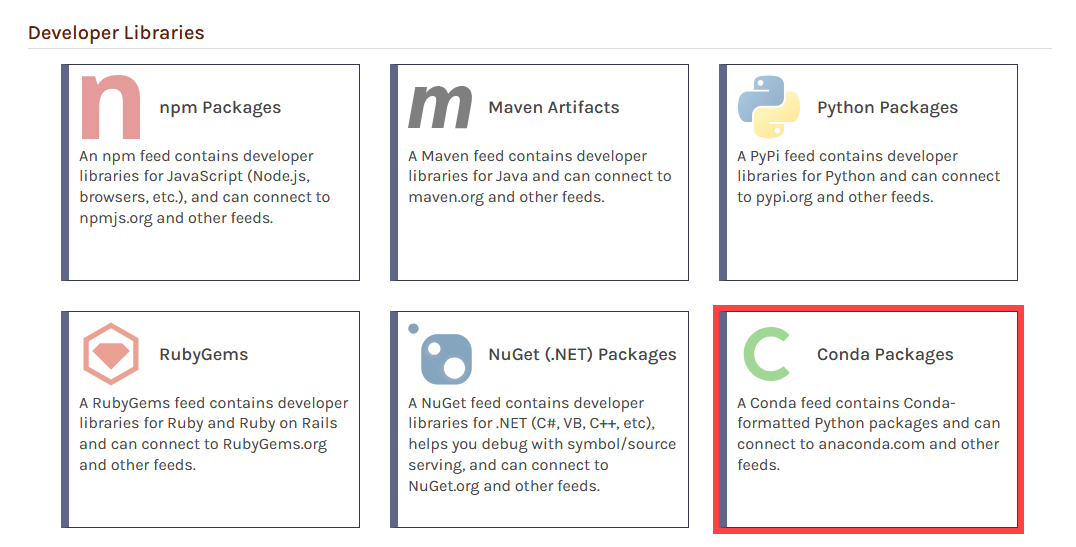 Developer Libraries
npm Packages
An npm feed contains developer
libraries for JavaScript (Node.js,
browsers, etc.), and can connect to
npmjs.org and other feeds.
Maven Artifacts
A Maven feed contains developer
libraries for Java and can connect to
maven.org and other feeds.
Python Packages
A PyPi feed contains developer
libraries for Python and can connect
to pypi.org and other feeds.
RubyGems
A RubyGems feed contains developer
libraries for Ruby and Ruby on Rails
and can connect to RubyGems.org
and other feeds.
NuGet (.NET) Packages
A NuGet feed contains developer
libraries for .NET (C#, VB, C++, etc),
helps you debug with symbol/source
serving, and can connect to
NuGet.org and other feeds.
Conda Packages
A Conda feed contains Conda-
formatted Python packages and can
connect to anaconda.com and other
feeds.